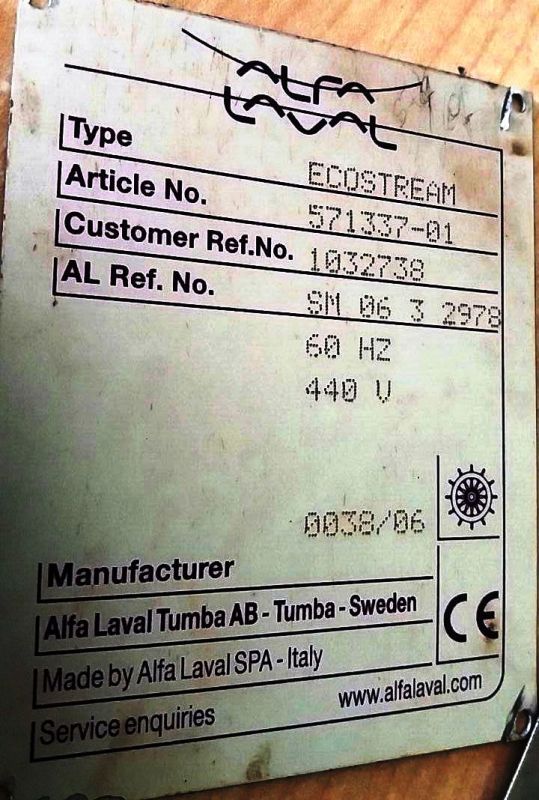 ALFA
LAVAL
Type ECOSTREAM
Article No. 571337-01
Customer Ref.No. 1032738
AL Ref. No. SM 06 3 2978
60 HZ
440 V
0038/06
Manufacturer
Alfa Laval Tumba AB - Tumba - Sweden
CE
Made by Alfa Laval SPA - Italy
Service enquiries www.alfalaval.com